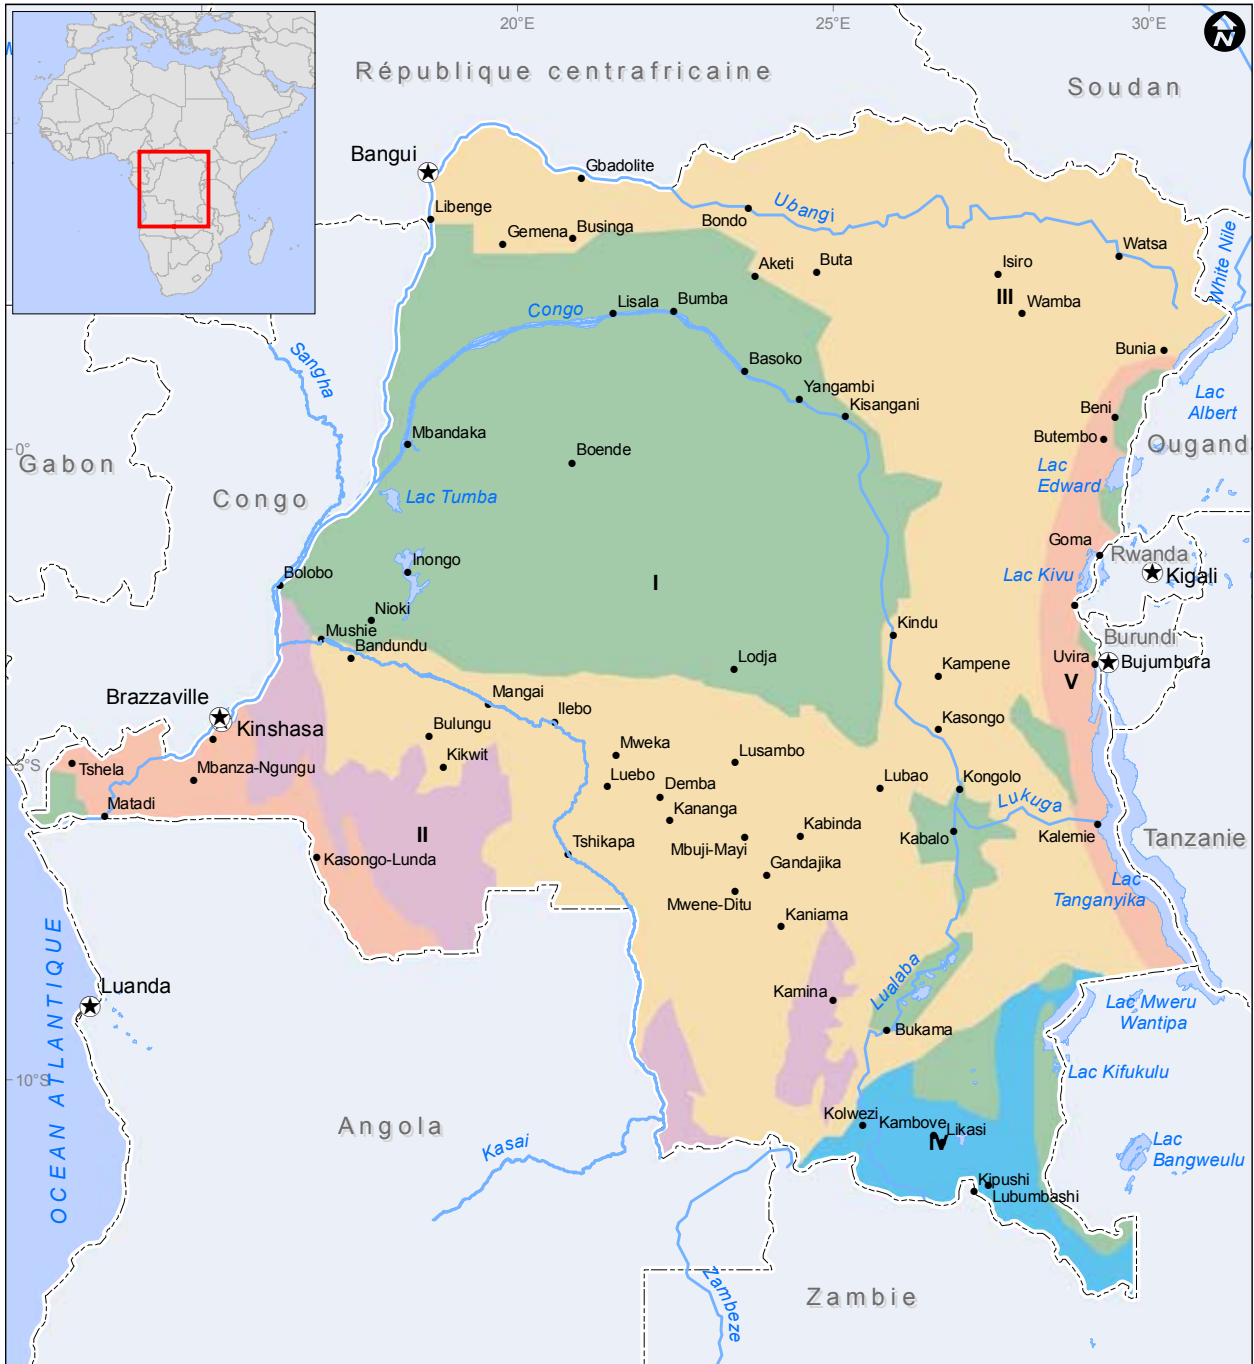 20°E
25°E
30°E
N
République centrafricaine
Soudan
Bangui
Gbadolite
Libenge
Ubangi
Bondo
Gemena
Businga
Watsa
White Nile
Aketi
Buta
Isiro
III
Wamba
Congo
Lisala
Bumba
Sangha
Bunia
Basoko
Lac
Albert
Yangambi
Kisangani
Beni
Mbandaka
Butembo
Ouganda
0°
Boende
Gabon
Lac
Edward
Congo
Lac Tumba
Goma
Rwanda
Inongo
Bolobo
I
Lac Kivu
Kigali
Nioki
Mushie
Kindu
Burundi
Bandundu
Lodja
Kampene
Uvira
Bujumbura
V
Brazzaville
Mangai
Ilebo
Kinshasa
Bulungu
Kasongo
Mweka
Lusambo
5°S
Tshela
Kikwit
Mbanza-Ngungu
Luebo
Demba
Lubao
Kongolo
Lukuga
Matadi
Kananga
II
Kabinda
Kabalo
Kalemie
Tanzanie
Mbuji-Mayi
Kasongo-Lunda
Tshikapa
Gandajika
Lac
Tanganyika
Mwene-Ditu
Kaniama
OCEAN ATLANTIQUE
Lualaba
Luanda
Kamina
Lac Mweru
Wantipa
Bukama
10°S
Lac Kifukulu
Angola
Kolwezi
Kambove
Likasi
IV
Kasai
Lac
Bangweulu
Kipushi
Lubumbashi
Zambeze
Zambie